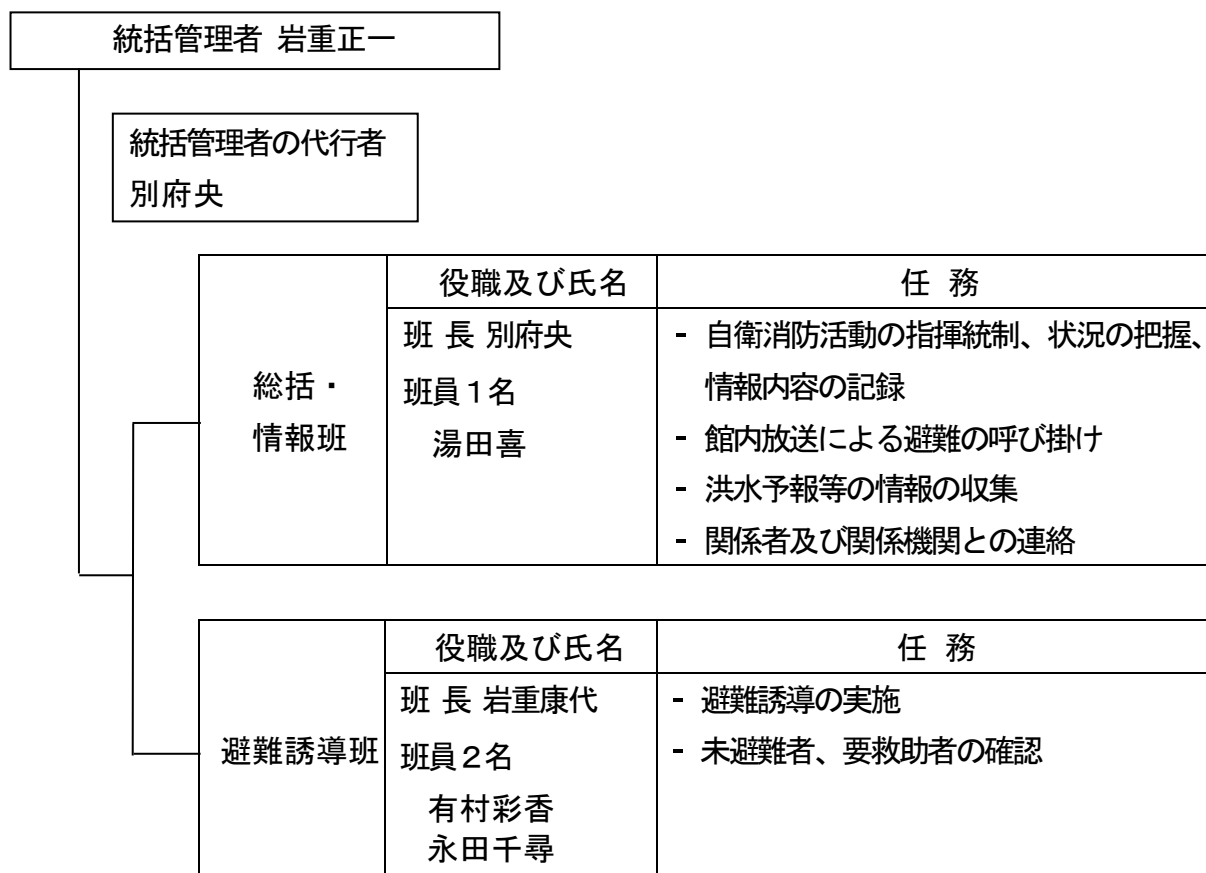 統括管理者 岩重正一
統括管理者の代行者
別府央
総括・
情報班
役職及び氏名
任 務
班 長 別府央
班員1名
湯田喜
- 自衛消防活動の指揮統制、状況の把握、
情報内容の記録
- 館内放送による避難の呼び掛け
- 洪水予報等の情報の収集
- 関係者及び関係機関との連絡
避難誘導班
役職及び氏名
任 務
班 長 岩重康代
班員2名
有村彩香
永田千尋
- 避難誘導の実施
- 未避難者、要救助者の確認